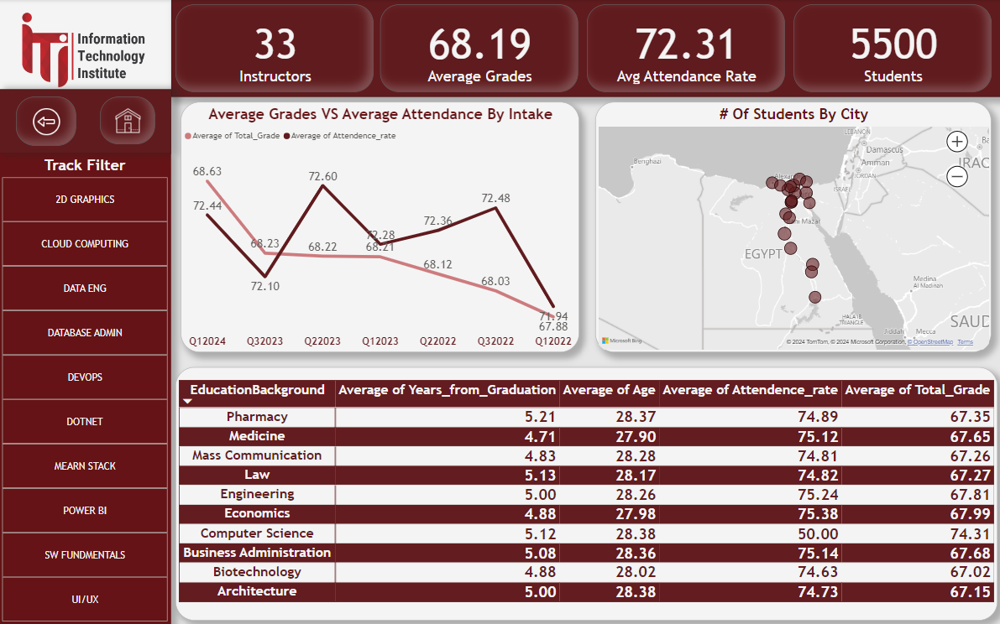 iTi
Information
Technology
Institute
33
Instructors
68.19
Average Grades
72.31
Avg Attendance Rate
5500
Students
Track Filter
2D GRAPHICS
CLOUD COMPUTING
DATA ENG
DATABASE ADMIN
DEVOPS
DOTNET
MEARN STACK
POWER BI
SW FUNDMENTALS
UI/UX
Average Grades VS Average Attendance By Intake
Average of Total_Grade Average of Attendence_rate
68.63
72.44
68.23
72.10
72.60
68.22
72.28
68.21
72.36
68.12
72.48
68.03
71.94
67.88
Q12024 Q32023 Q22023 Q12023 Q22022 Q32022 Q12022
# Of Students By City
LEBANON
Damascus
Benghazi
Amman
IRAC
JORDAN
ISRAEL
Mazar
EGYPT
Medina
Al Madinah
HALA'IB
TRIANGLE
SAUD
Jiddah
Mecca
Microsoft Bing
© 2024 TomTom, © 2024 Microsoft Corporation, © OpenStreetMap Terms
EducationBackground Average of Years_from_Graduation Average of Age Average of Attendence_rate Average of Total_Grade
Pharmacy 5.21 28.37 74.89 67.35
Medicine 4.71 27.90 75.12 67.65
Mass Communication 4.83 28.28 74.81 67.26
Law 5.13 28.17 74.82 67.27
Engineering 5.00 28.26 75.24 67.81
Economics 4.88 27.98 75.38 67.99
Computer Science 5.12 28.38 50.00 74.31
Business Administration 5.08 28.36 75.14 67.68
Biotechnology 4.88 28.02 74.63 67.02
Architecture 5.00 28.38 74.73 67.15